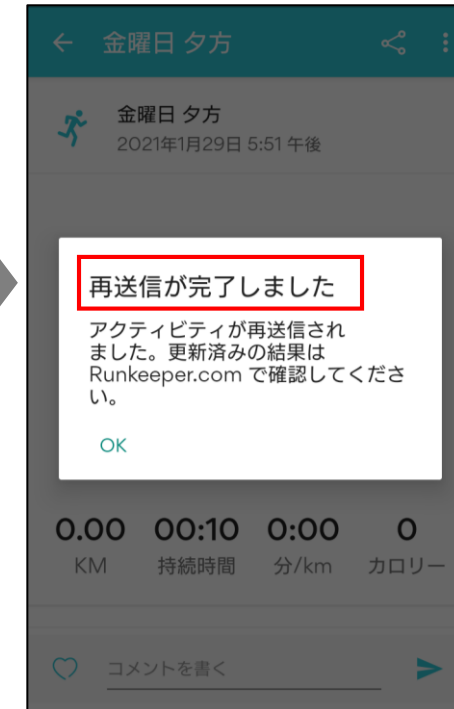 金曜日 夕方
金曜日 夕方
2021年1月29日 5:51 午後
再送信が完了しました
アクティビティが再送信され
ました。更新済みの結果は
Runkeeper.com で確認してくださ
い。
OK
0.00 00:10 0:00 0
KM 持続時間 分/km カロリー
コメントを書く